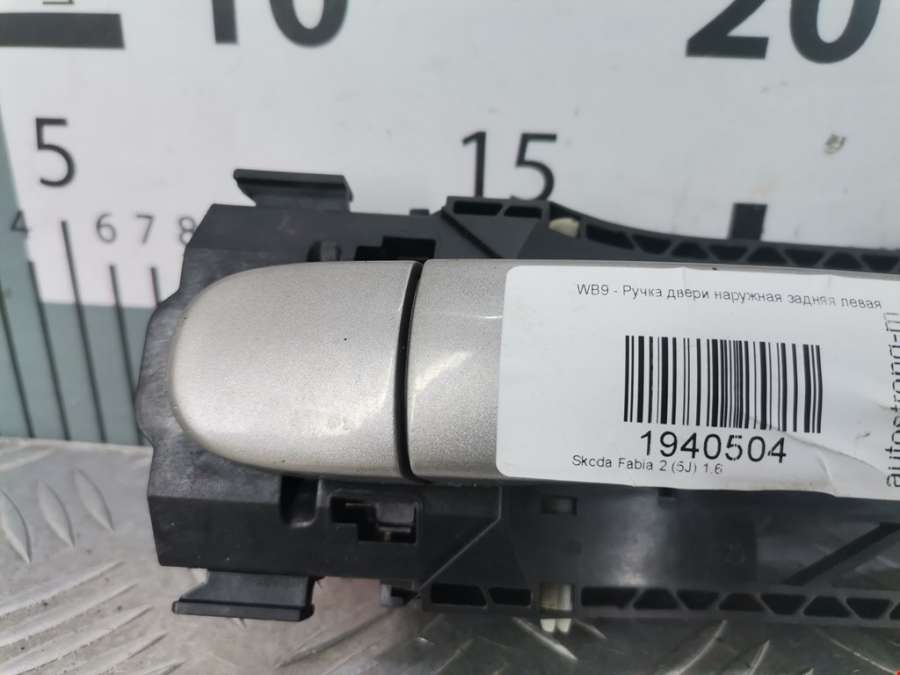 10 20
5 15
4 6 7 8
WB9 - Ручка двери наружная задняя левая
1940504
Skcda Fabia 2 (5J) 1.6
autostrong-m